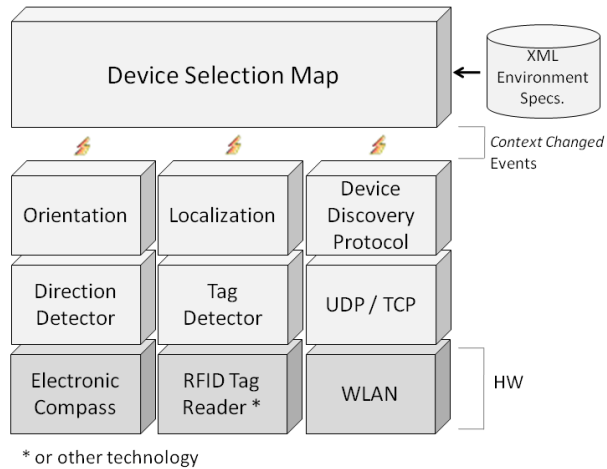 Device Selection Map
XML
Environment
Specs.
Context Changed
Events
Orientation
Localization
Device
Discovery
Protocol
Direction
Detector
Tag
Detector
UDP / TCP
Electronic
Compass
RFID Tag
Reader *
WLAN
HW
* or other technology